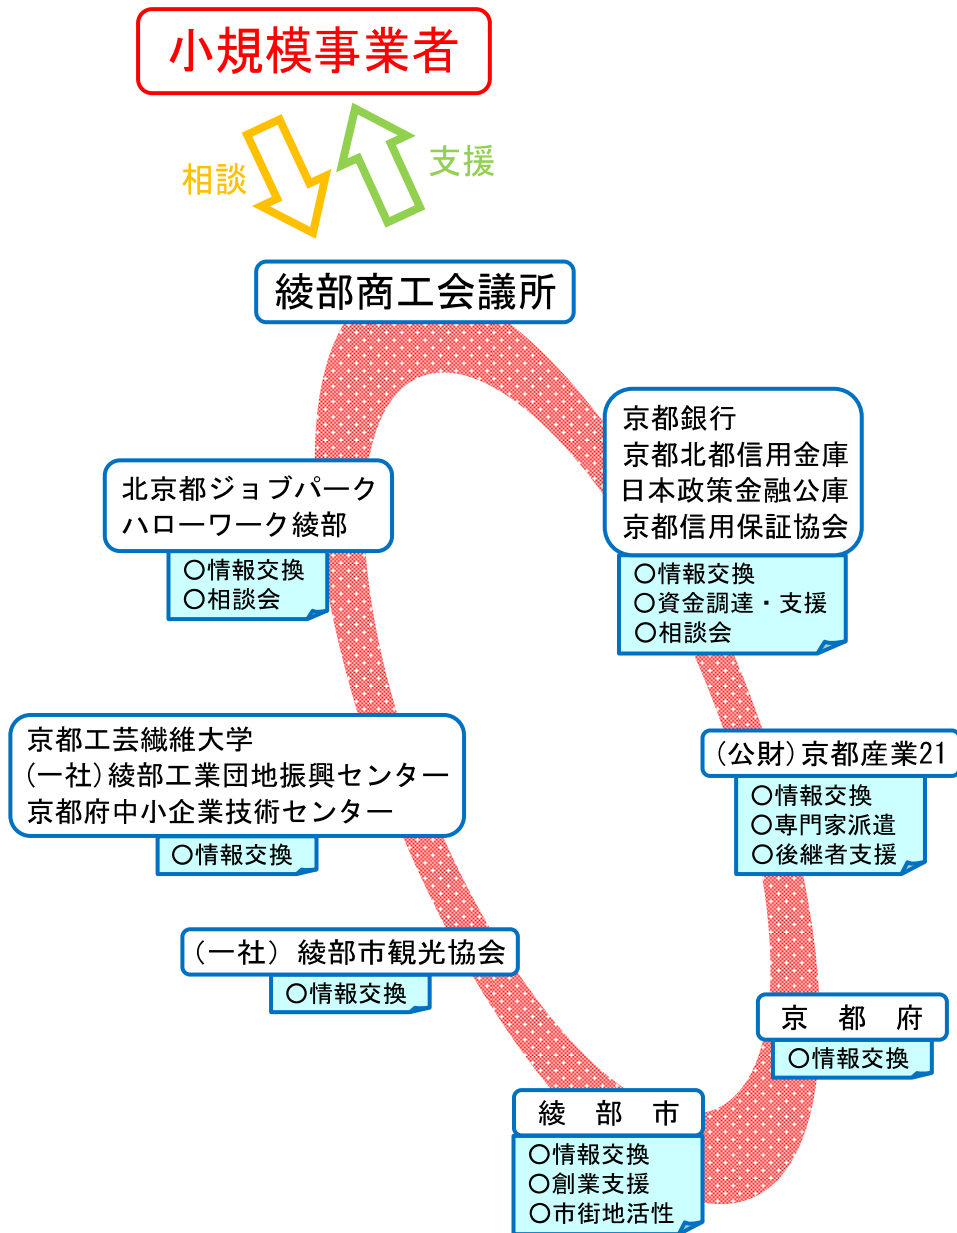 小規模事業者
相談
支援
綾部商工会議所
京都銀行
京都北都信用金庫
日本政策金融公庫
京都信用保証協会
○情報交換
○資金調達・支援
○相談会
北京都ジョブパーク
ハローワーク綾部
○情報交換
○相談会
京都工芸繊維大学
(一社)綾部工業団地振興センター
京都府中小企業技術センター
○情報交換
(公財)京都産業21
○情報交換
○専門家派遣
○後継者支援
(一社) 綾部市観光協会
○情報交換
京　都　府
○情報交換
綾　部　市
○情報交換
○創業支援
○市街地活性